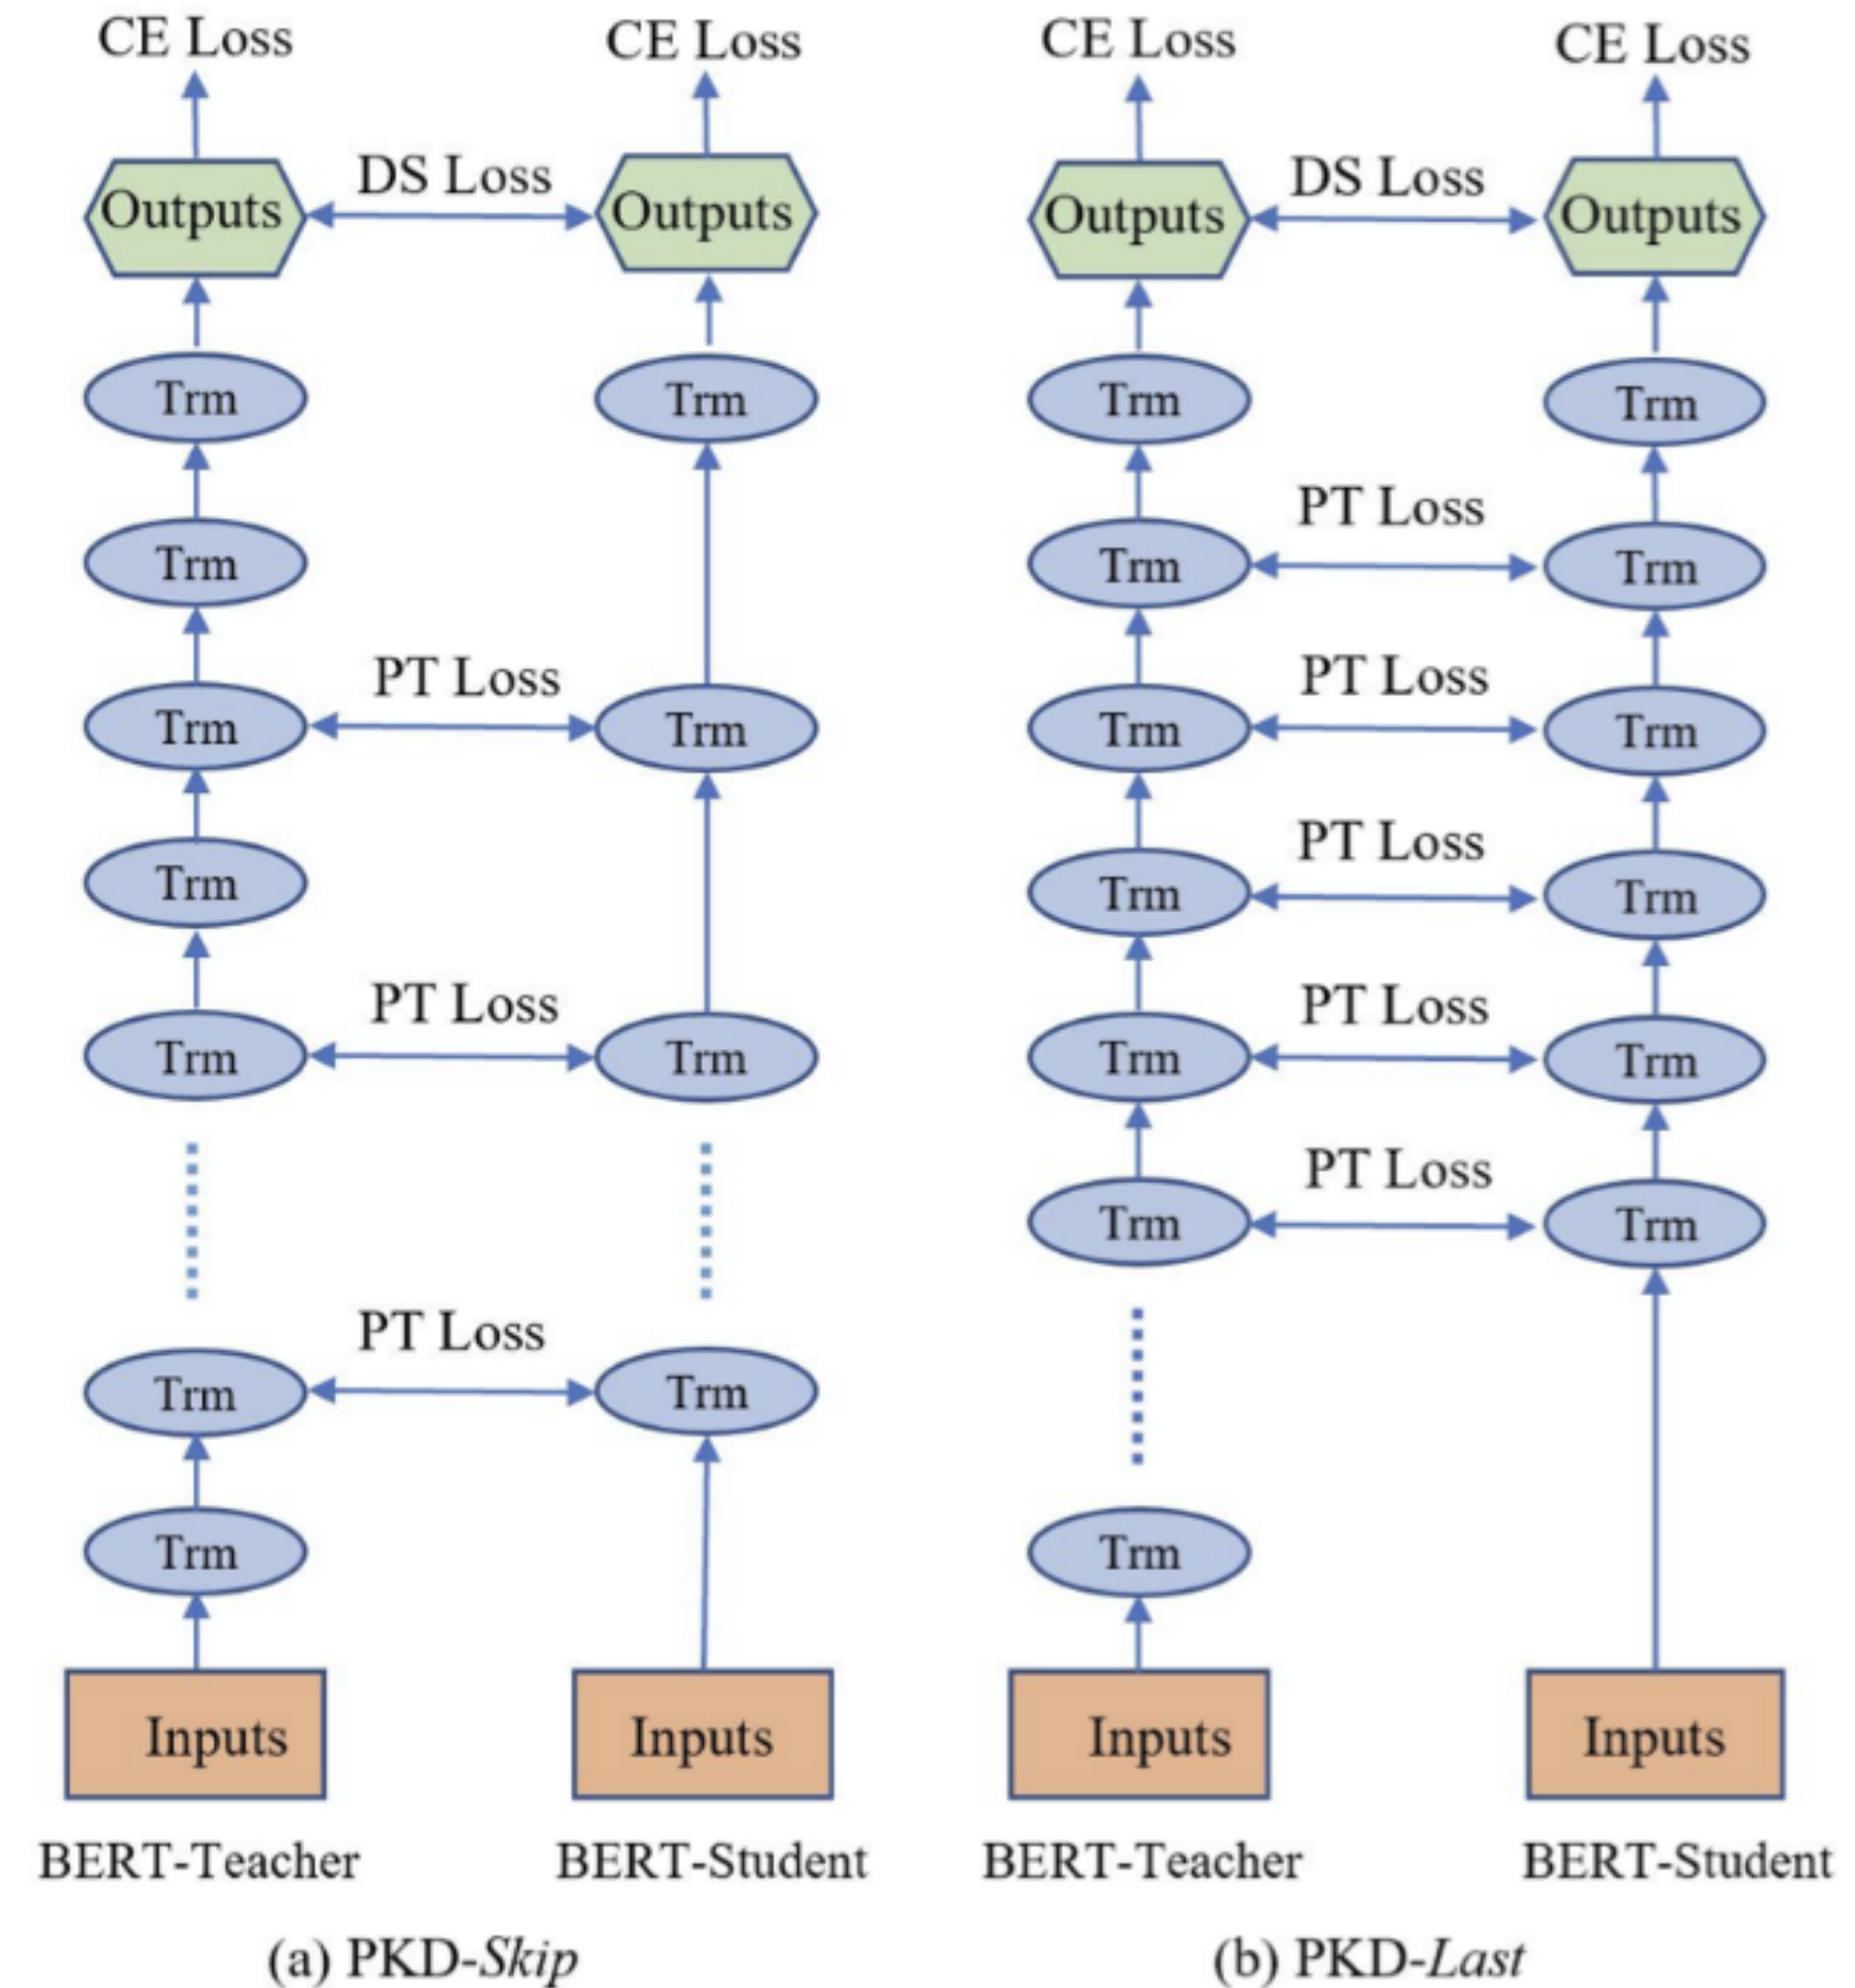 CE Loss CE Loss CE Loss CE Loss
Outputs DS Loss Outputs Outputs DS Loss Outputs
Trm Trm Trm Trm
PT Loss
Trm Trm Trm
PT Loss PT Loss
Trm Trm Trm Trm
PT Loss
Trm Trm Trm
PT Loss PT Loss
Trm Trm Trm Trm
PT Loss
Trm Trm
PT Loss
Trm Trm
Trm Trm
Inputs Inputs Inputs Inputs
BERT-Teacher BERT-Student BERT-Teacher BERT-Student
(a) PKD-Skip (b) PKD-Last